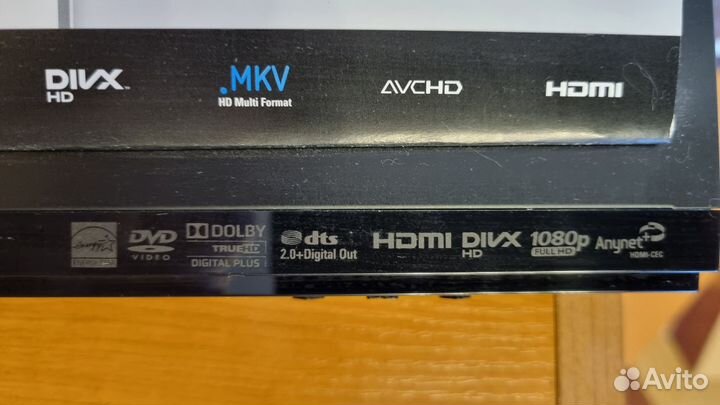 DIVX™ .MKV AVCHD HDMI
HD HD Multi Format
DVD DOLBY dts HDMI DIVX 1080p Anynet+
VIDEO TRUEHD 2.0+Digital Out HD FULL HD HDMI-CEC
DIGITAL PLUS
Avito